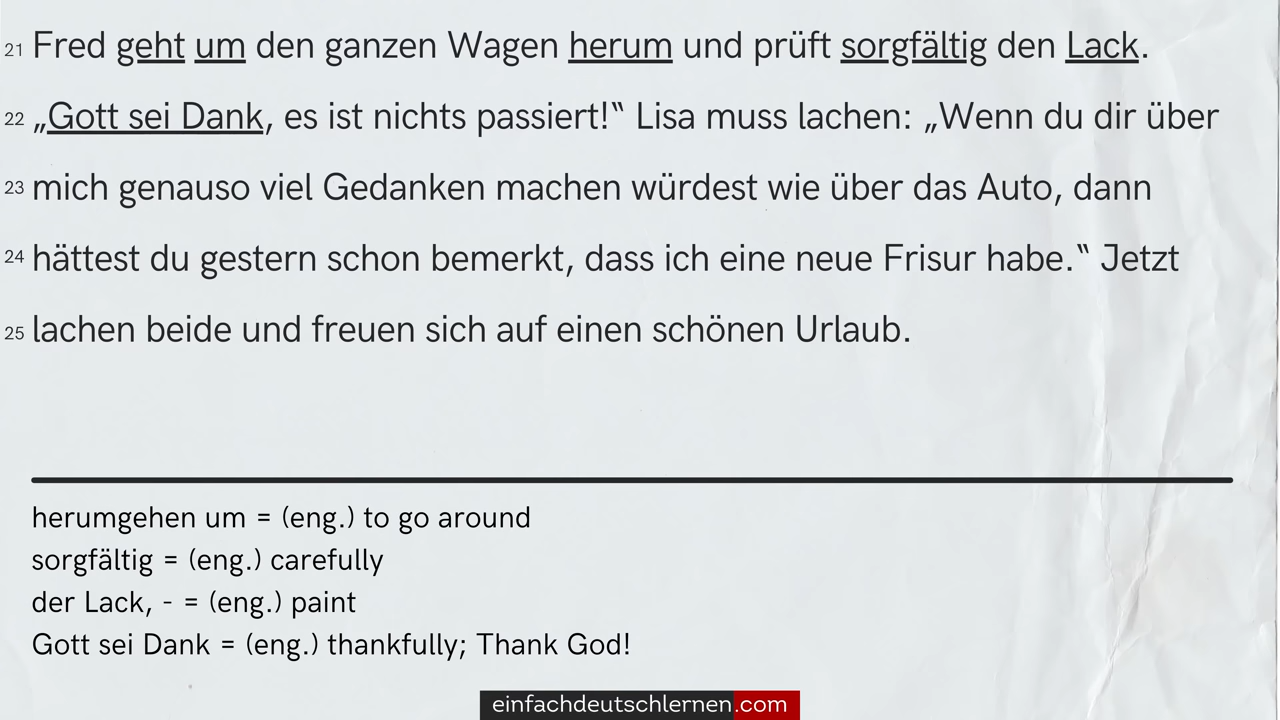 21 Fred geht um den ganzen Wagen herum und prüft sorgfältig den Lack.
22 „Gott sei Dank, es ist nichts passiert!“ Lisa muss lachen: „Wenn du dir über
23 mich genauso viel Gedanken machen würdest wie über das Auto, dann
24 hättest du gestern schon bemerkt, dass ich eine neue Frisur habe.“ Jetzt
25 lachen beide und freuen sich auf einen schönen Urlaub.
herumgehen um = (eng.) to go around
sorgfältig = (eng.) carefully
der Lack, - = (eng.) paint
Gott sei Dank = (eng.) thankfully; Thank God!
einfachdeutschlernen.com